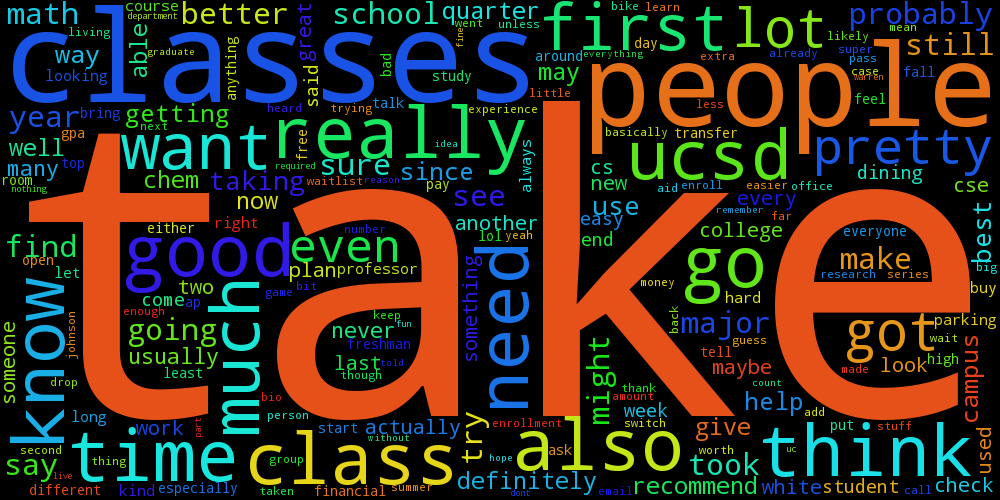 math
living
course
department
better
school
quarter
bike
learn
probably
unless
went
likely
mean
classes
first
lot
still
way
looking
able
graduate
anything
great
said
bad
talk
study
fine
around
everything
day
may
extra
already
super
pass
case
fall
warren
feel
less
people
year
bring
getting
next
heard
trying
free
little
experience
idea
really
want
basically
transfer
ucsd
pretty
gpa
well
many
top
room
nothing
chem
taking
sure
required
waitlist
reason
since
pay
always
cs
new
aid
enroll
easier
office
dining
cse
now
see
use
every
remember
far
best
right
either
number
another
lol
yeah
easy
end
college
everyone
find
open
let
good
even
plan
professor
something
need
go
hard
money
make
research
series
big
buy
two
come
ap
game
bit
take
know
johnson
enough
going
usually
least
much
keep
never
fun
freshman
last
told
though
back
major
guess
tell
maybe
got
parking
wait
look
high
made
campus
someone
drop
long
bio
person
might
thank
amount
count
week
switch
help
add
second
work
part
start
actually
without
try
enrollment
also
ask
give
worth
took
put
stuff
uc
think
used
say
thing
live
time
class
group
hope
different
kind
especially
taken
financial
summer
definitely
dont
email
recommend
white
student
call
check